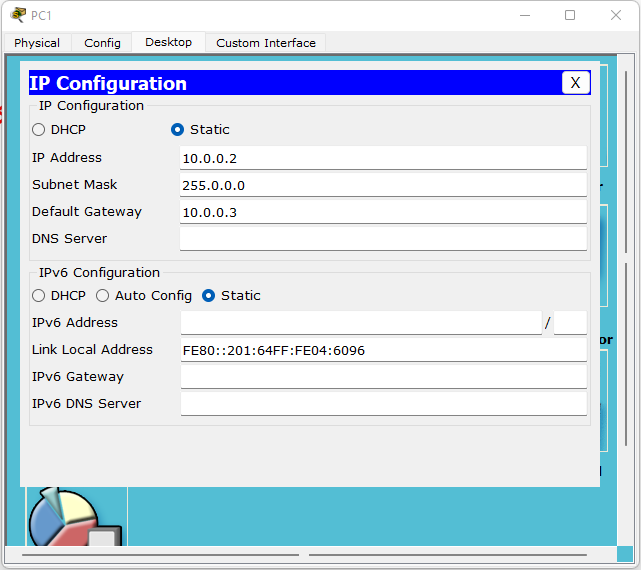 PC1
Physical Config Desktop Custom Interface
IP Configuration X
IP Configuration
DHCP Static
IP Address 10.0.0.2
Subnet Mask 255.0.0.0
Default Gateway 10.0.0.3
DNS Server
IPv6 Configuration
DHCP Auto Config Static
IPv6 Address /
Link Local Address FE80::201:64FF:FE04:6096
IPv6 Gateway
IPv6 DNS Server